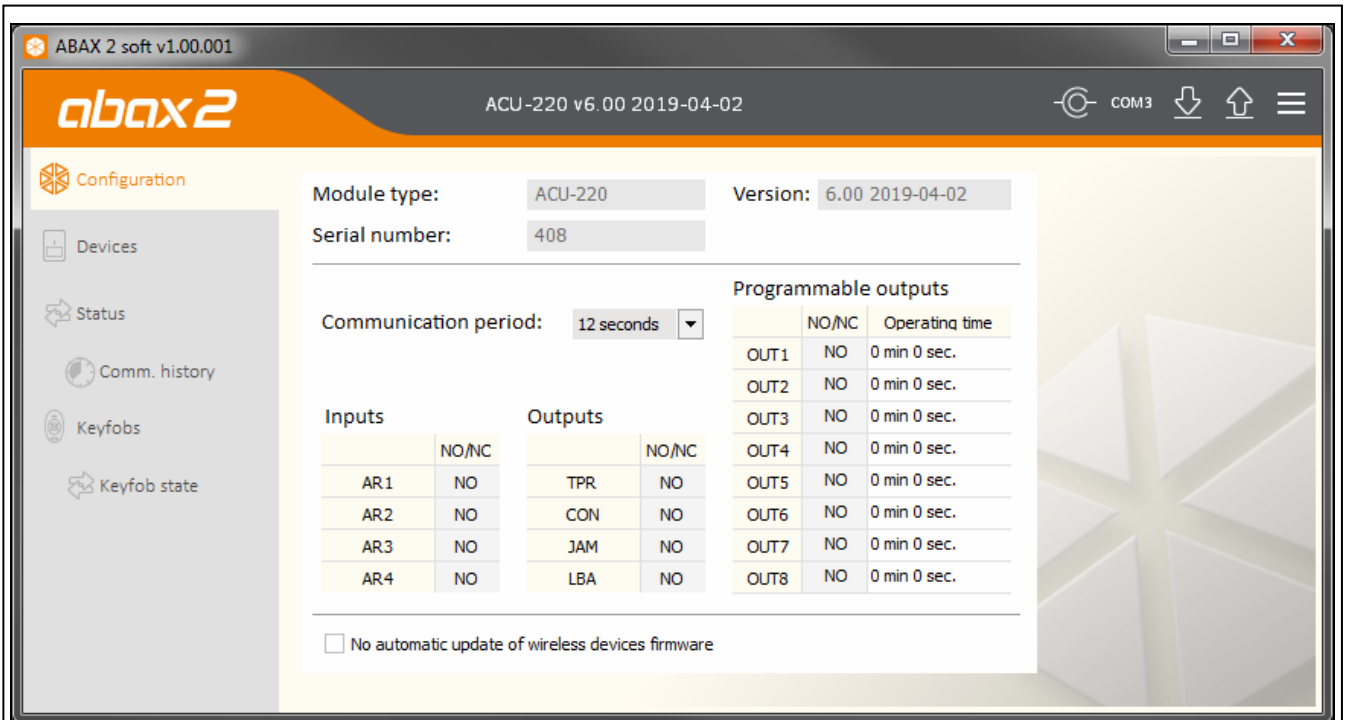 ABAX 2 soft v1.00.001
abax2
ACU-220 v6.00 2019-04-02
COM3
Configuration
Devices
Status
Comm. history
Keyfobs
Keyfob state
Module type: ACU-220 Version: 6.00 2019-04-02
Serial number: 408
Communication period: 12 seconds
Programmable outputs
NO/NC Operating time
OUT1 NO 0 min 0 sec.
OUT2 NO 0 min 0 sec.
OUT3 NO 0 min 0 sec.
OUT4 NO 0 min 0 sec.
OUT5 NO 0 min 0 sec.
OUT6 NO 0 min 0 sec.
OUT7 NO 0 min 0 sec.
OUT8 NO 0 min 0 sec.
Inputs
NO/NC
AR1 NO
AR2 NO
AR3 NO
AR4 NO
Outputs
NO/NC
TPR NO
CON NO
JAM NO
LBA NO
No automatic update of wireless devices firmware